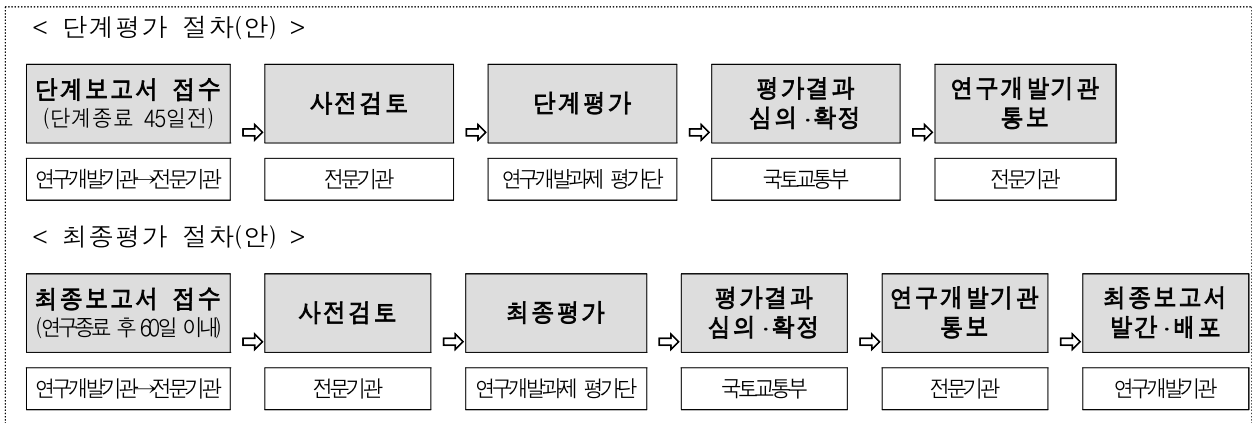 < 단계평가 절차(안) >
단계보고서 접수
(단계종료 45일전)
⇨
사전검토
⇨
단계평가
⇨
평가결과
심의·확정
⇨
연구개발기관
통보
연구개발기관→전문기관
전문기관
연구개발과제 평가단
국토교통부
전문기관
< 최종평가 절차(안) >
최종보고서 접수
(연구종료 후 60일 이내)
⇨
사전검토
⇨
최종평가
⇨
평가결과
심의·확정
⇨
연구개발기관
통보
⇨
최종보고서
발간·배포
연구개발기관→전문기관
전문기관
연구개발과제 평가단
국토교통부
전문기관
연구개발기관